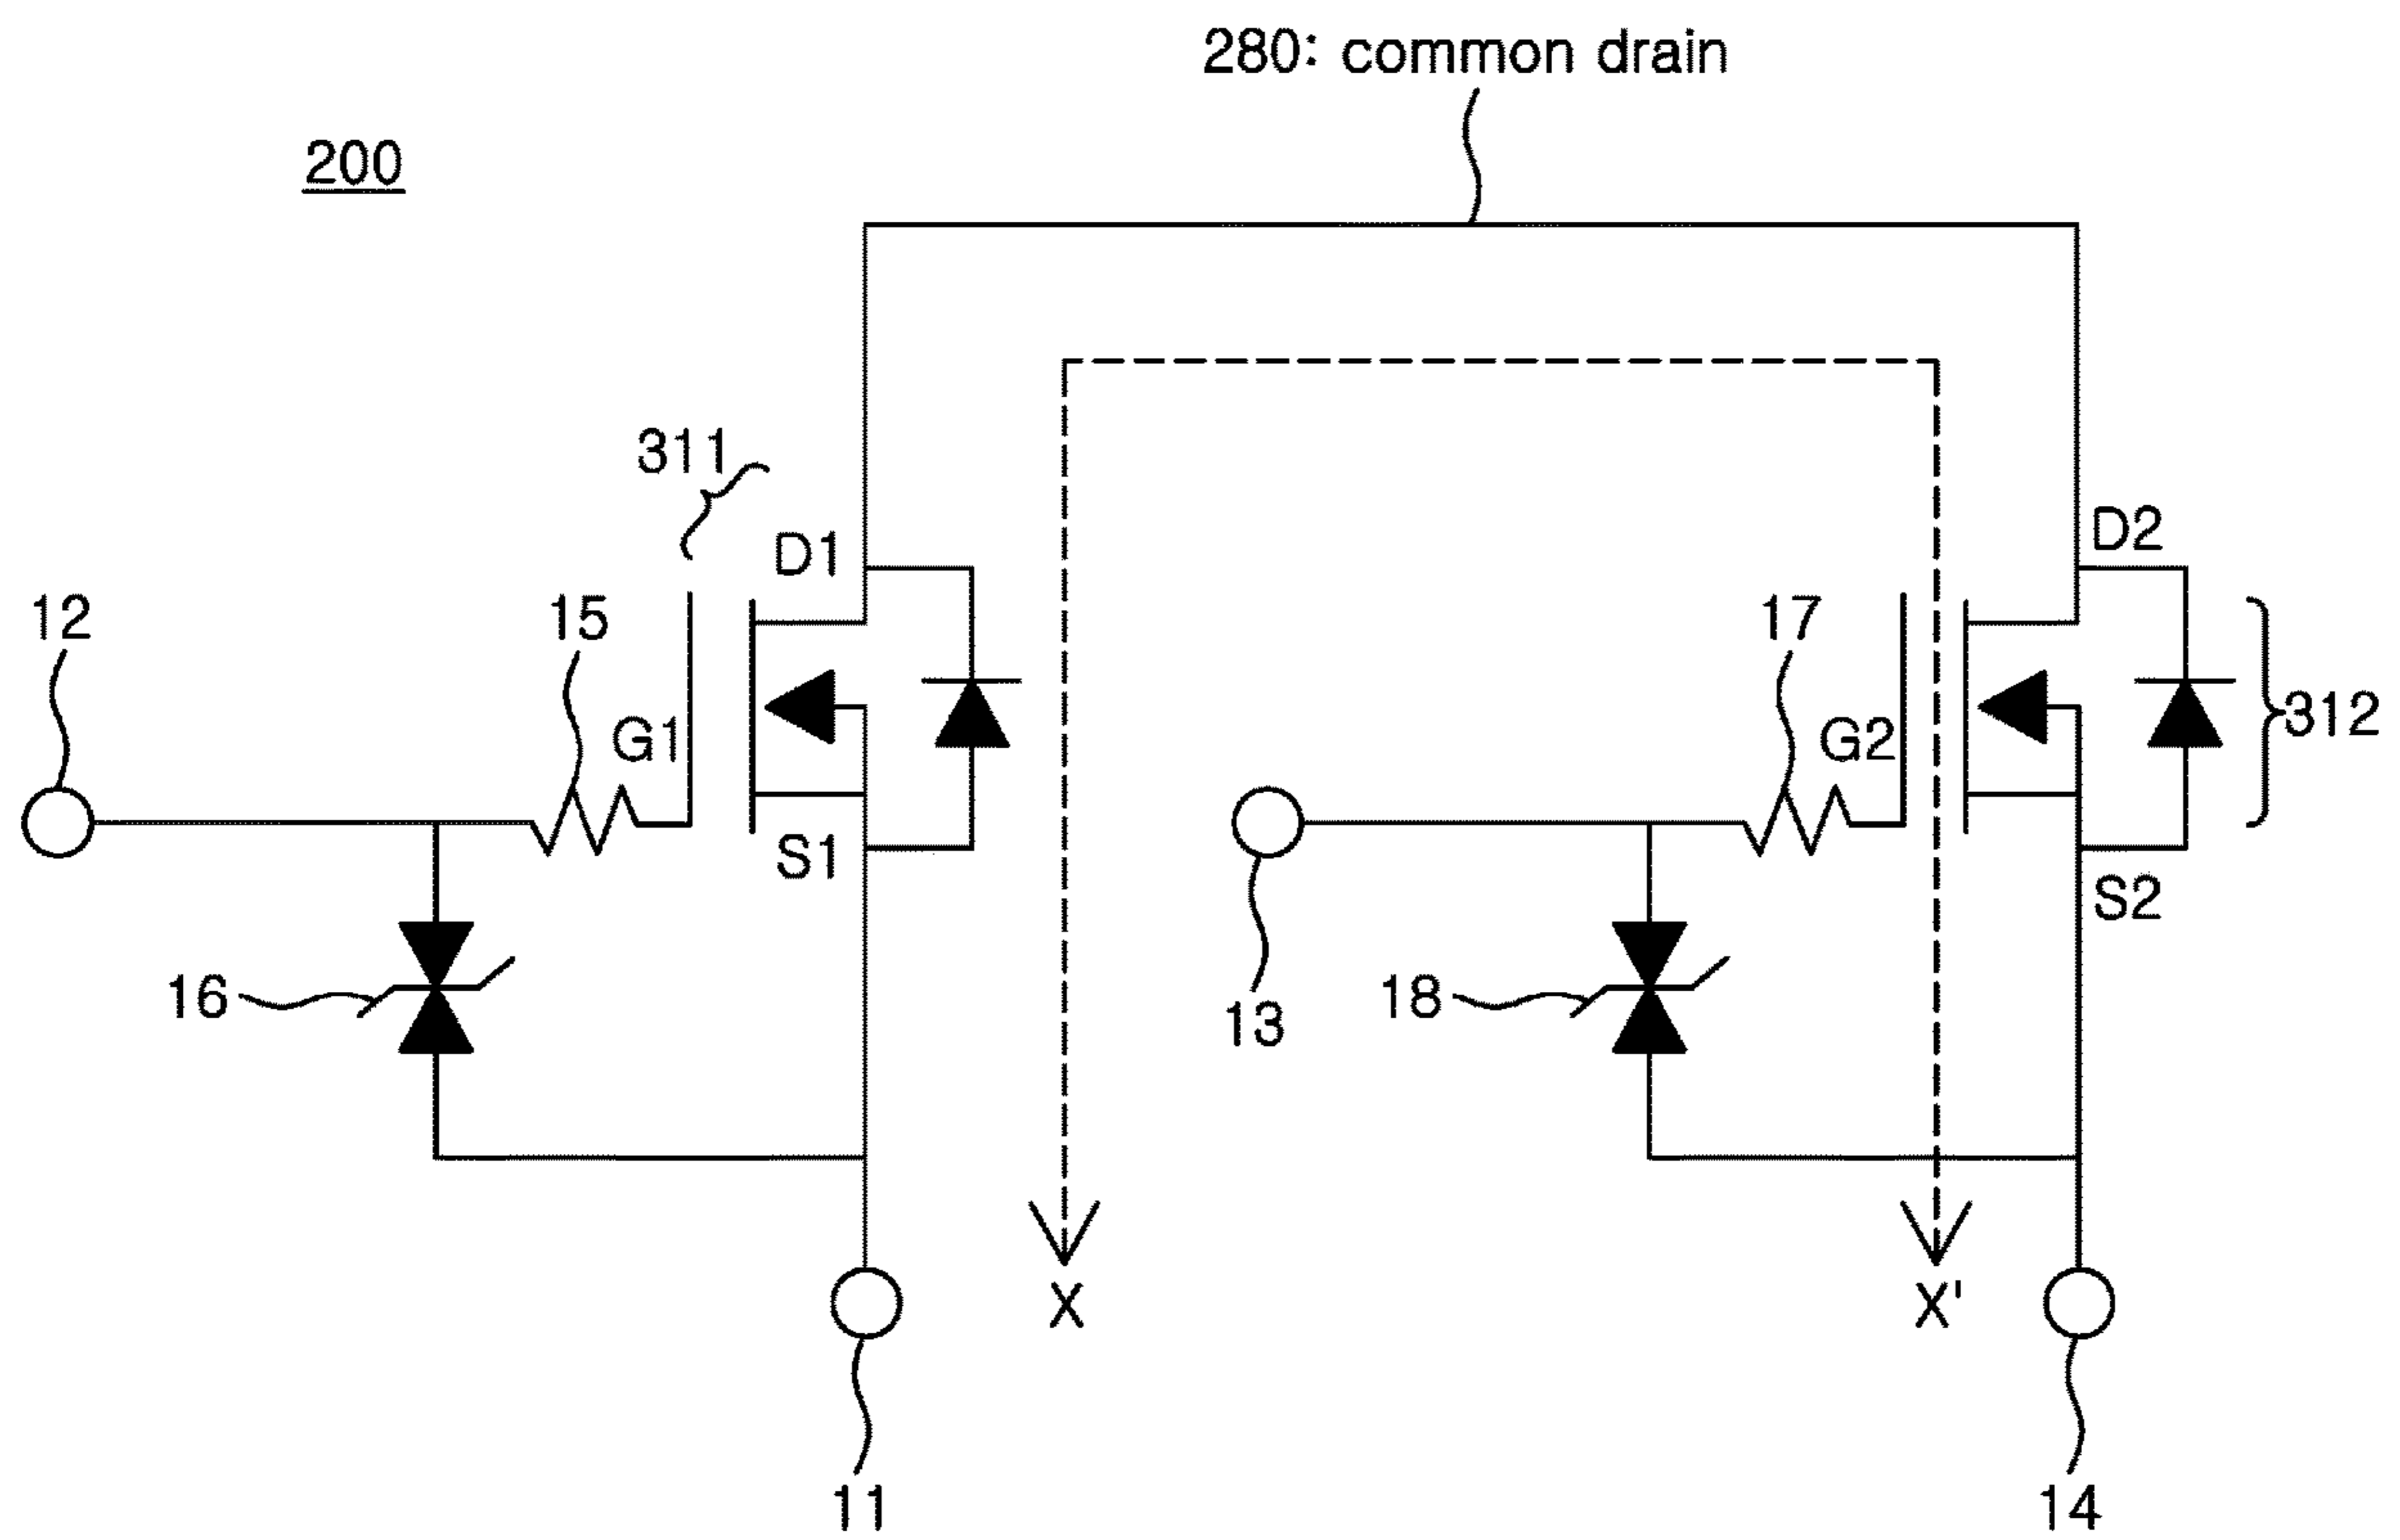 280: common drain
200
311
D1
D2
12
15
17
G1
G2
312
S1
S2
16
18
13
X
X'
11
14